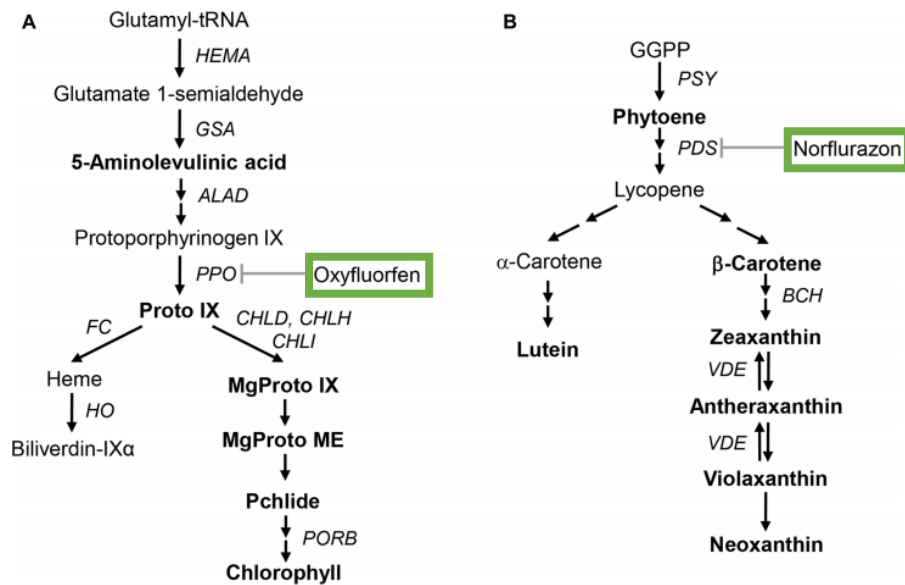 A
Glutamyl-tRNA
HEMA
Glutamate 1-semialdehyde
GSA
5-Aminolevulinic acid
ALAD
Protoporphyrinogen IX
PPO
Oxyfluorfen
Proto IX
FC
CHLD, CHLH
CHLI
Heme
MgProto IX
HO
Biliverdin-IXα
MgProto ME
Pchlide
PORB
Chlorophyll
B
GGPP
PSY
Phytoene
PDS
Norflurazon
Lycopene
α-Carotene
β-Carotene
BCH
Lutein
Zeaxanthin
VDE
Antheraxanthin
VDE
Violaxanthin
Neoxanthin